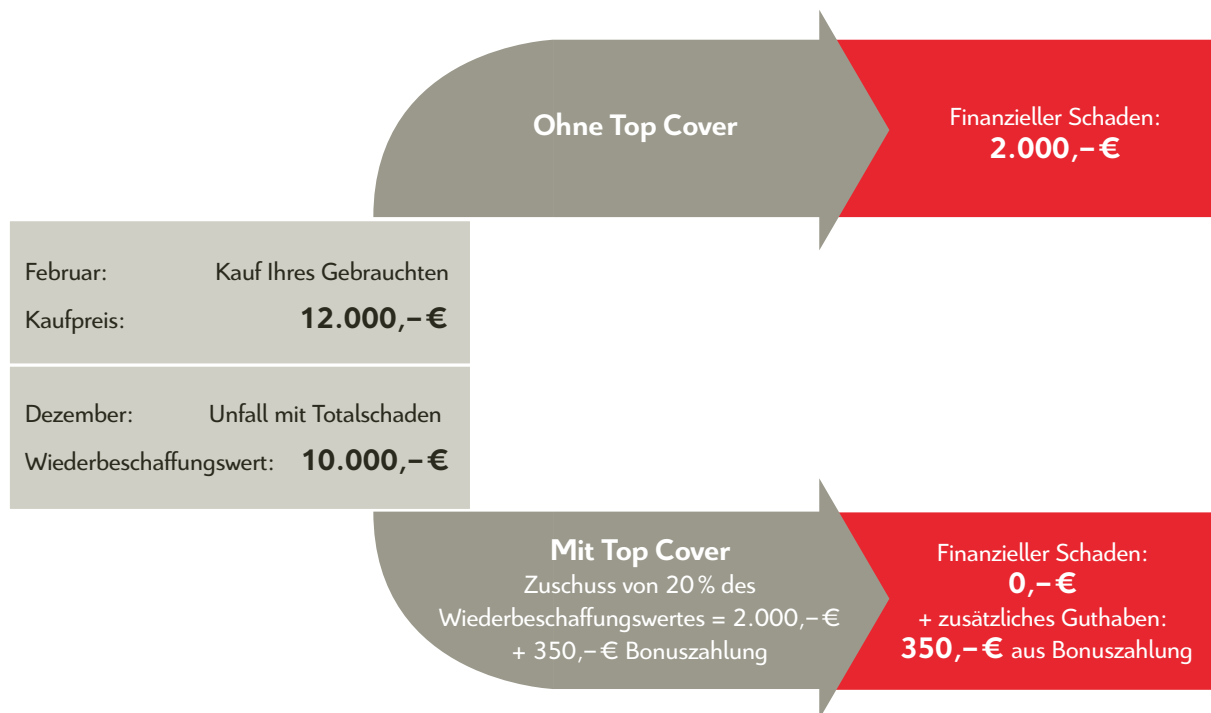 Ohne Top Cover
Finanzieller Schaden:
2.000,– €
Februar: Kauf Ihres Gebrauchten
Kaufpreis: 12.000,– €
Dezember: Unfall mit Totalschaden
Wiederbeschaffungswert: 10.000,– €
Mit Top Cover
Zuschuss von 20 % des
Wiederbeschaffungswertes = 2.000,– €
+ 350,– € Bonuszahlung
Finanzieller Schaden:
0,– €
+ zusätzliches Guthaben:
350,– € aus Bonuszahlung